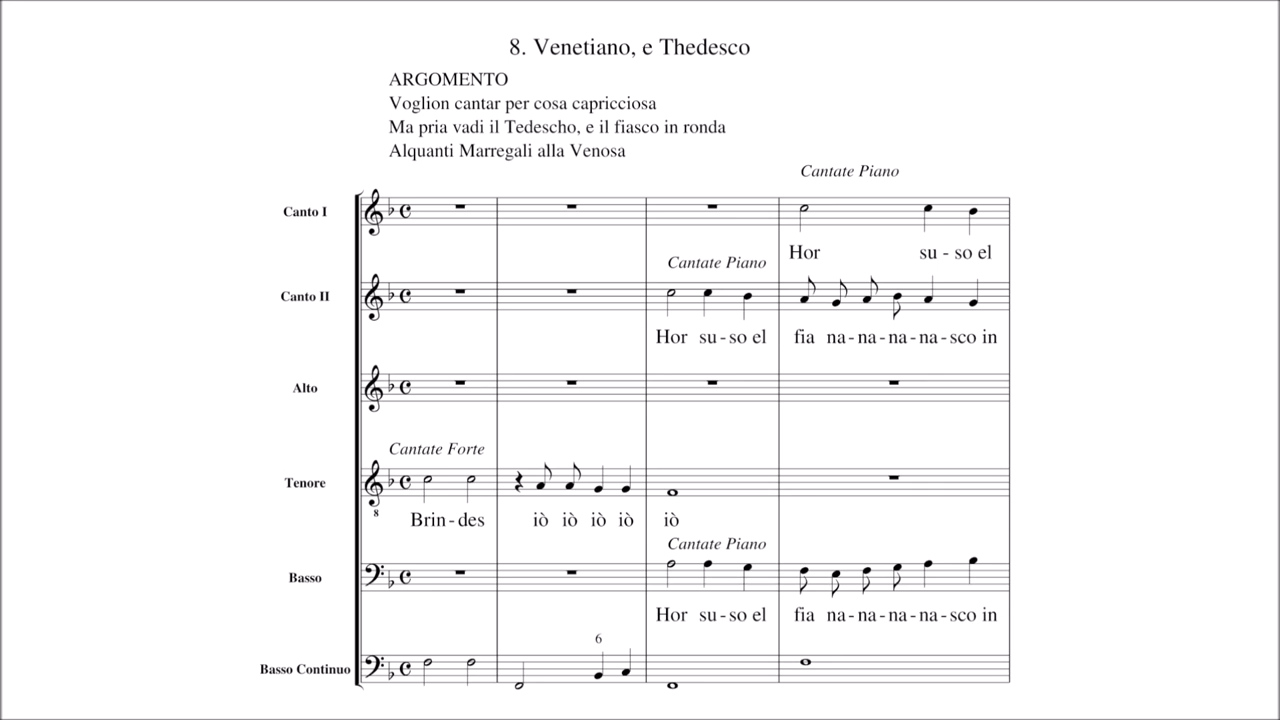 8. Venetiano, e Thedesco
ARGOMENTO
Voglion cantar per cosa capricciosa
Ma pria vadi il Tedescho, e il fiasco in ronda
Alquanti Marregali alla Venosa
Cantate Piano
Canto I
Hor su - so el
Cantate Piano
Canto II
Hor su - so el fia na - na - na - na - sco in
Alto
Cantate Forte
Tenore
8
Brin - des iò iò iò iò iò
Cantate Piano
Basso
Hor su - so el fia na - na - na - na - sco in
6
Basso Continuo